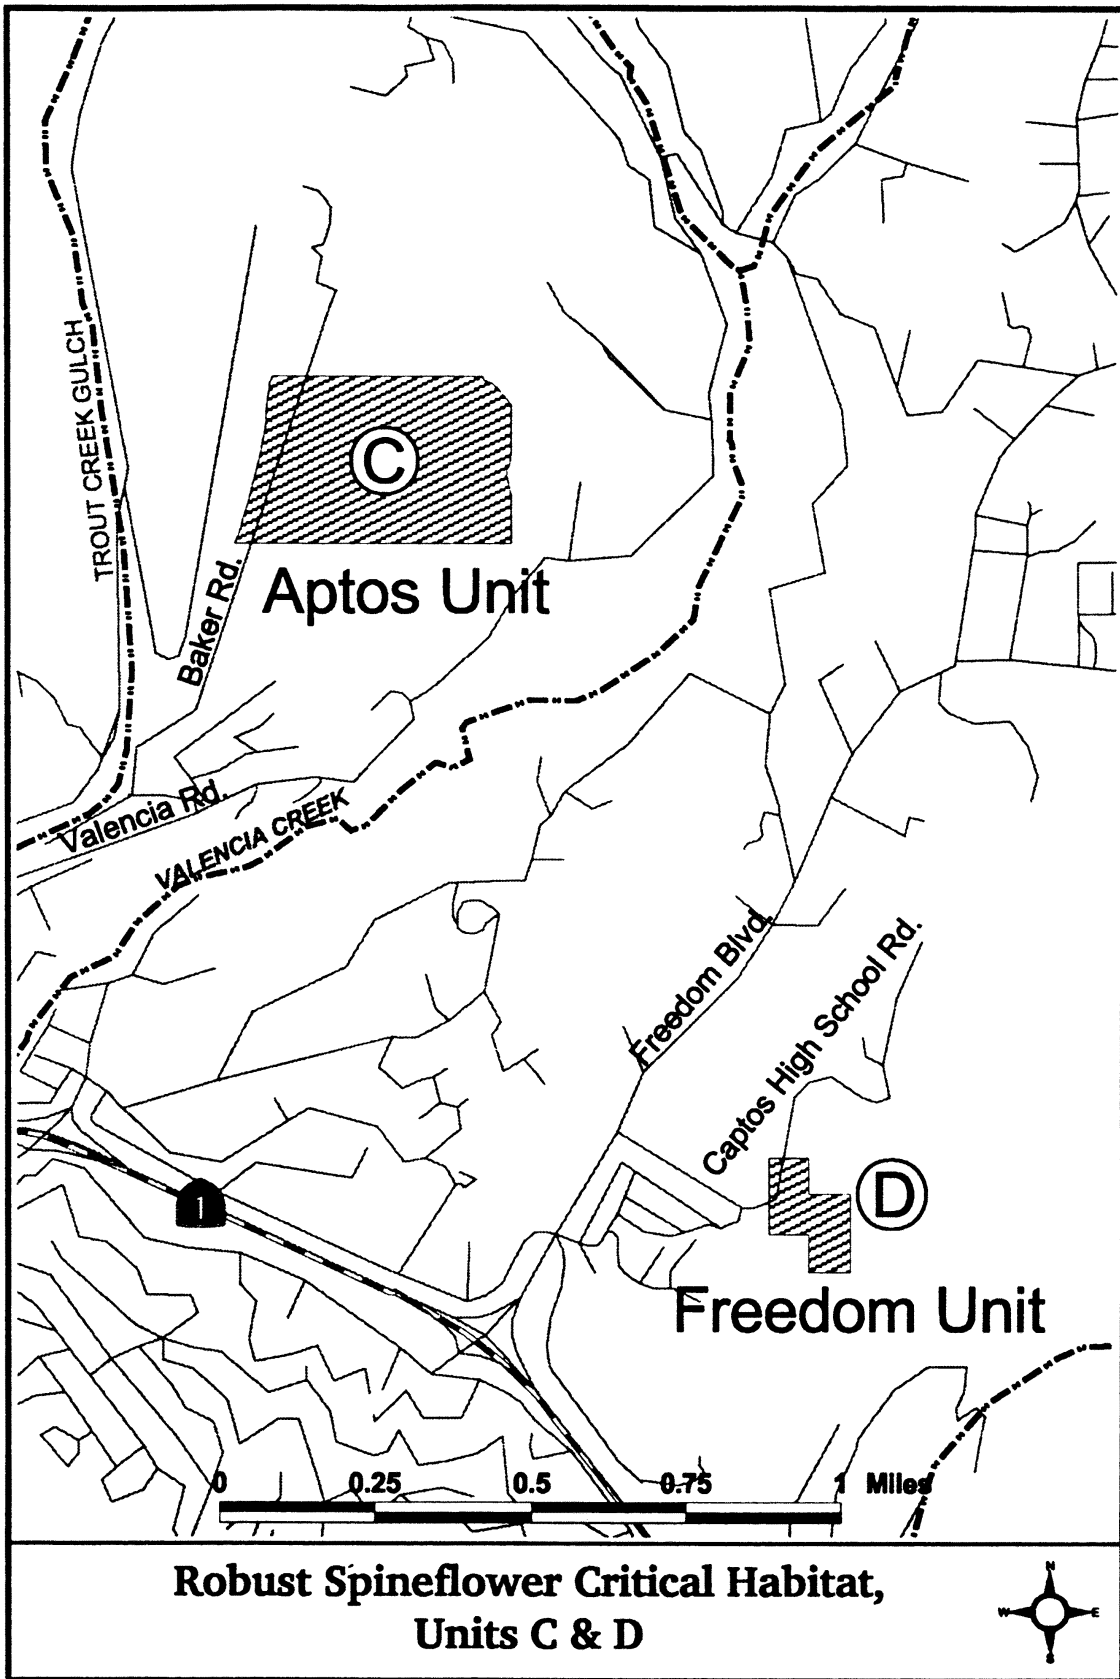 TROUT CREEK GULCH
C
Aptos Unit
Baker Rd.
Valencia Rd.
VALENCIA CREEK
Freedom Blvd.
Captos High School Rd.
D
1
Freedom Unit
0 0.25 0.5 0.75 1 Miles
Robust Spineflower Critical Habitat,
Units C & D
N
W E
S